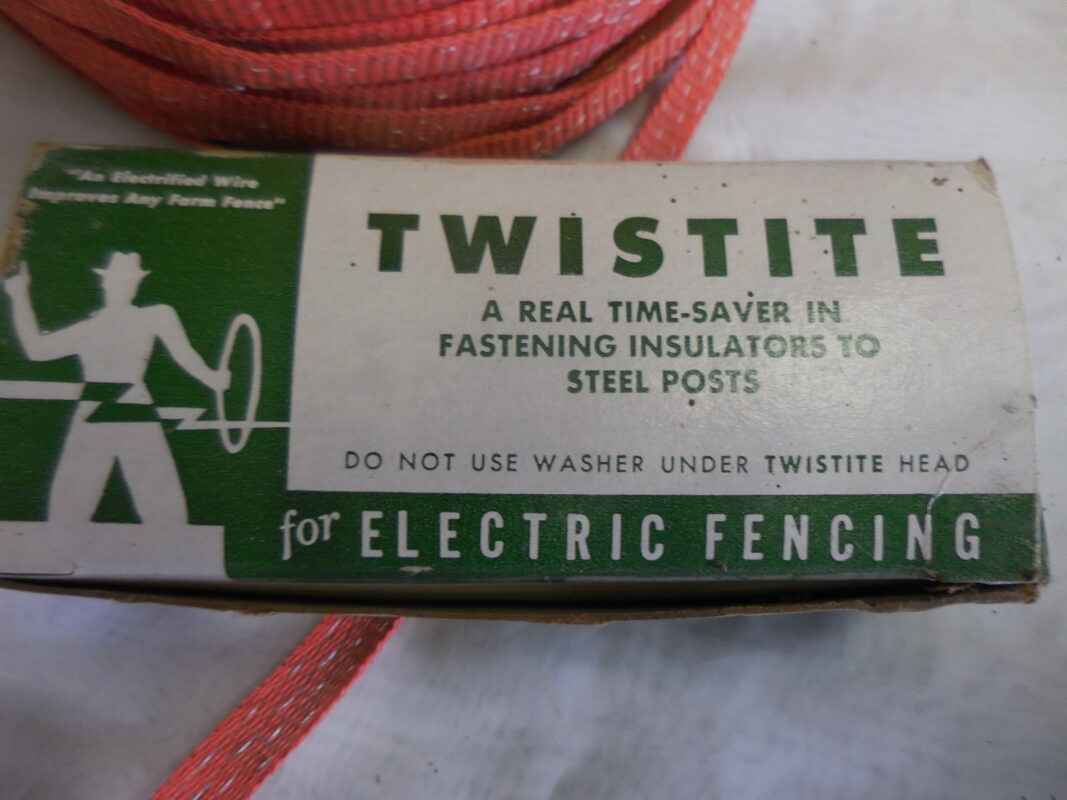 "An Electrified Wire
Improves Any Farm Fence"
TWISTITE
A REAL TIME-SAVER IN
FASTENING INSULATORS TO
STEEL POSTS
DO NOT USE WASHER UNDER TWISTITE HEAD
for ELECTRIC FENCING